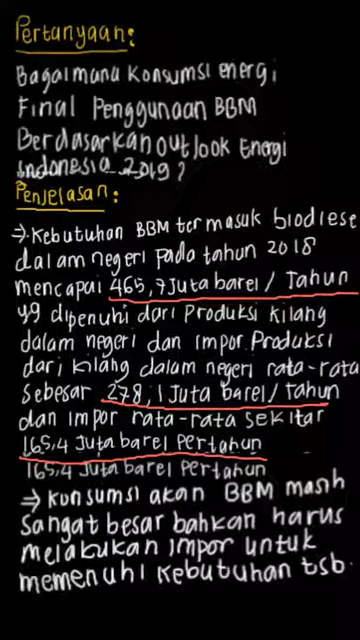 Pertanyaan:
Bagaimana Konsumsi energi
Final Penggunaan BBM
Berdasarkan outlook Energi
Indonesia 2019?
Penjelasan:
→ Kebutuhan BBM termasuk biodiese
dalam negeri pada tahun 2018
mencapai 465,7 Juta barel / Tahun
yg dipenuhi dari Produksi Kilang
dalam negeri dan impor. Produksi
dari kilang dalam negeri rata-rata
Sebesar 278,1 Juta barel/tahun
dan impor rata-rata sekitar
165.4 Juta barel pertahun
165.4 Juta barel pertahun
→ Konsumsi akan BBM masih
Sangat besar bahkan harus
melakukan impor untuk
memenuhi kebutuhan tsb.